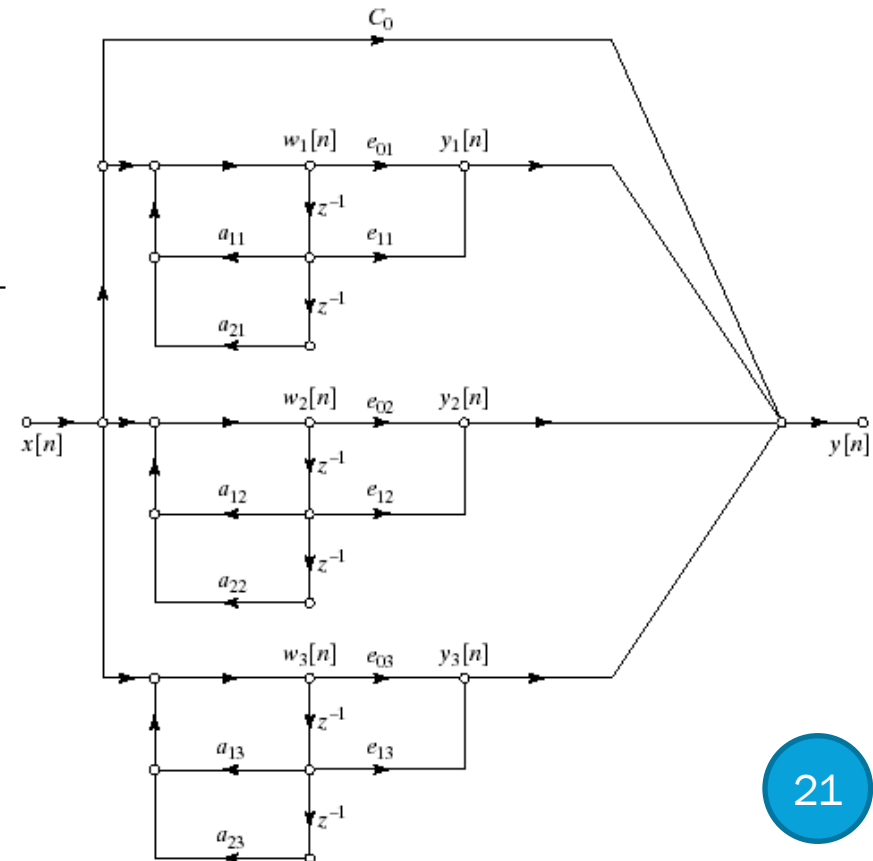 C₀
w₁[n] e₀₁ y₁[n]
z⁻¹
a₁₁ e₁₁
z⁻¹
a₂₁
w₂[n] e₀₂ y₂[n]
x[n] y[n]
z⁻¹
a₁₂ e₁₂
z⁻¹
a₂₂
w₃[n] e₀₃ y₃[n]
z⁻¹
a₁₃ e₁₃
z⁻¹
a₂₃
21